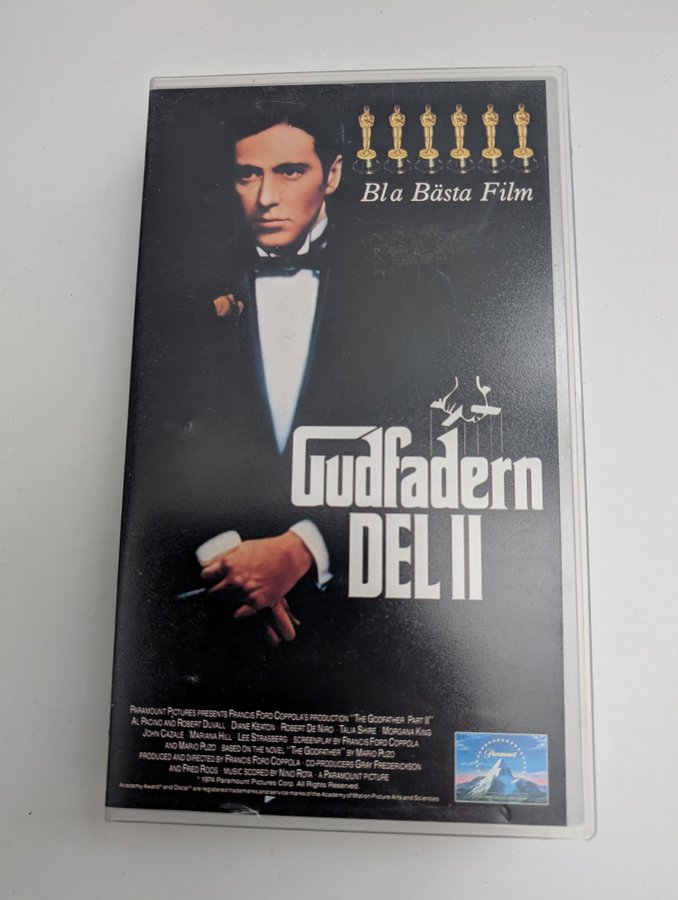 Bl a Bästa Film
Gudfadern
DEL II
PARAMOUNT PICTURES PRESENTS FRANCIS FORD COPPOLA'S PRODUCTION "THE GODFATHER PART II"
AL PACINO AND ROBERT DUVALL · DIANE KEATON · ROBERT DE NIRO · TALIA SHIRE · MORGANA KING
JOHN CAZALE · MARIANA HILL · LEE STRASBERG · SCREENPLAY BY FRANCIS FORD COPPOLA
AND MARIO PUZO · BASED ON THE NOVEL "THE GODFATHER" BY MARIO PUZO
PRODUCED AND DIRECTED BY FRANCIS FORD COPPOLA · CO-PRODUCERS GRAY FREDERICKSON
AND FRED ROOS · MUSIC SCORED BY NINO ROTA · A PARAMOUNT PICTURE
© 1974 Paramount Pictures Corp. All Rights Reserved.
Academy Award® and Oscar® are registered trademarks and service marks of the Academy of Motion Picture Arts and Sciences
Paramount